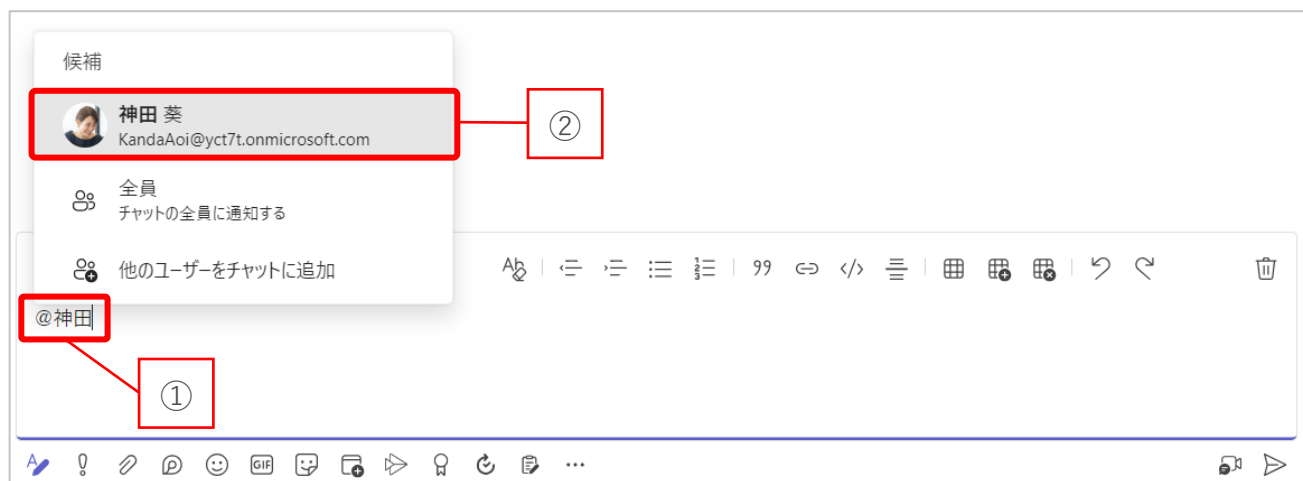 候補
神田 葵
KandaAoi@yct7t.onmicrosoft.com
②
全員
チャットの全員に通知する
他のユーザーをチャットに追加
@神田
①
GIF